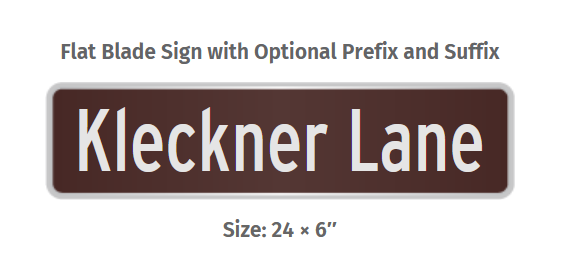 Flat Blade Sign with Optional Prefix and Suffix
Kleckner Lane
Size: 24 × 6″